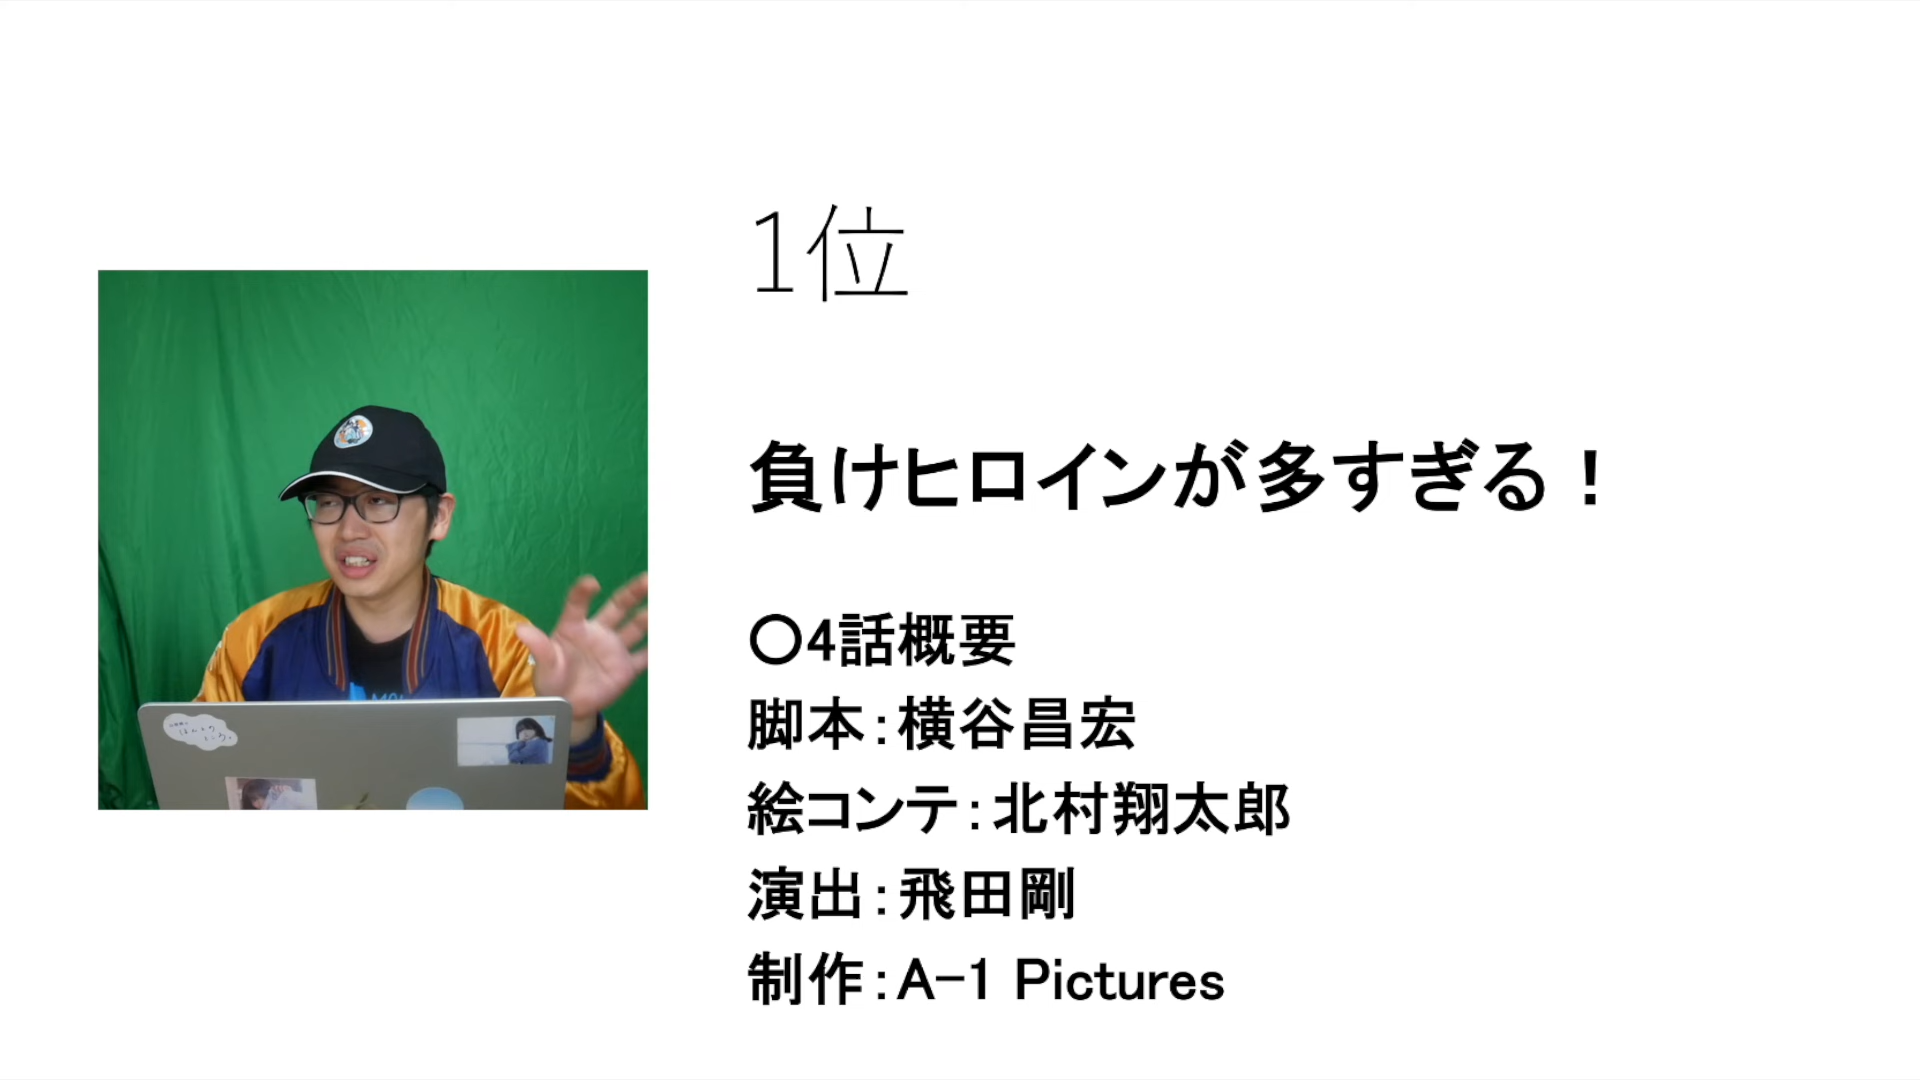 1位
負けヒロインが多すぎる！
〇4話概要
脚本：横谷昌宏
絵コンテ：北村翔太郎
演出：飛田剛
制作：A-1 Pictures